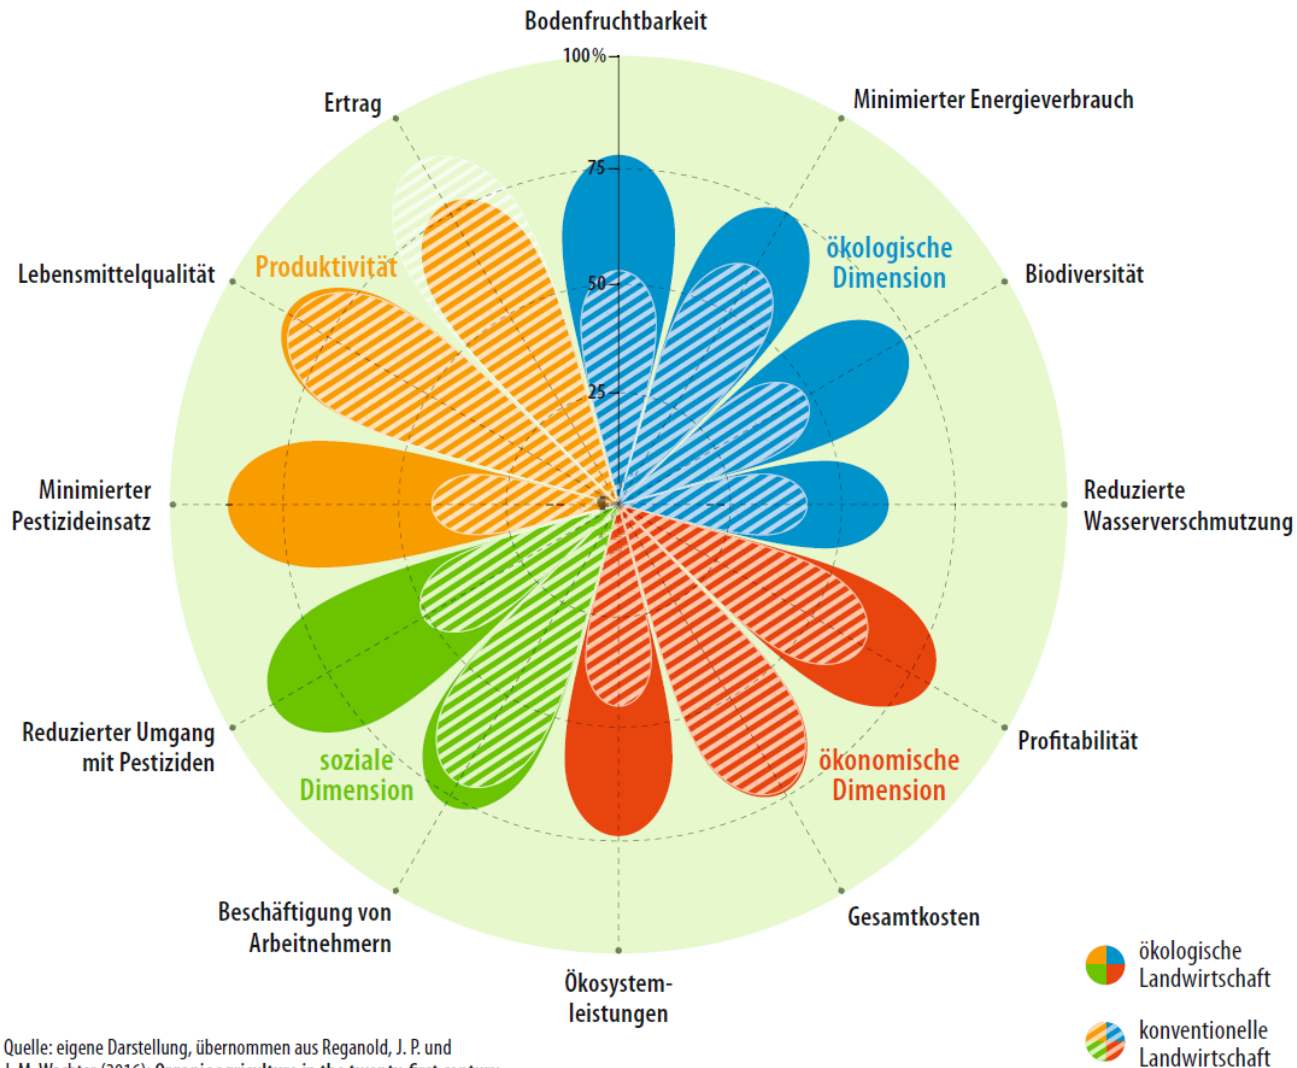 Bodenfruchtbarkeit
100%
Ertrag
Minimierter Energieverbrauch
75
ökologische
Dimension
Produktivität
Lebensmittelqualität
Biodiversität
50
25
Minimierter
Pestizideinsatz
Reduzierte
Wasserverschmutzung
Reduzierter Umgang
mit Pestiziden
soziale
Dimension
ökonomische
Dimension
Profitabilität
Beschäftigung von
Arbeitnehmern
Gesamtkosten
Ökosystem-
leistungen
ökologische
Landwirtschaft
konventionelle
Landwirtschaft
Quelle: eigene Darstellung, übernommen aus Reganold, J. P. und